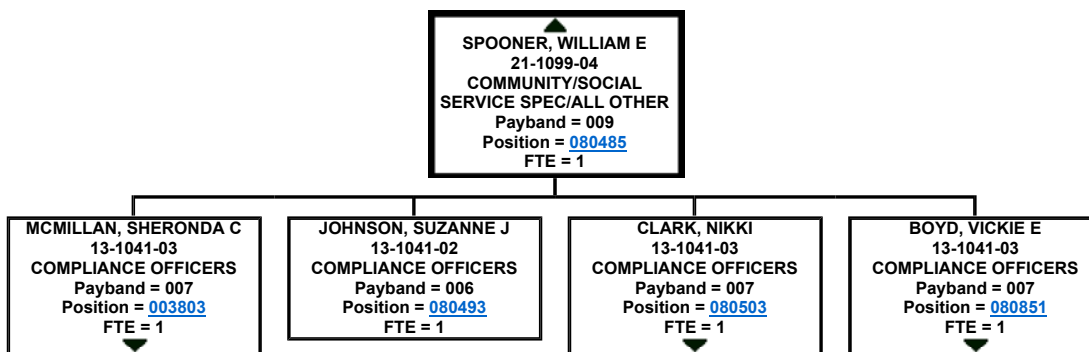 SPOONER, WILLIAM E
21-1099-04
COMMUNITY/SOCIAL
SERVICE SPEC/ALL OTHER
Payband = 009
Position = 080485
FTE = 1
MCMILLAN, SHERONDA C
13-1041-03
COMPLIANCE OFFICERS
Payband = 007
Position = 003803
FTE = 1
JOHNSON, SUZANNE J
13-1041-02
COMPLIANCE OFFICERS
Payband = 006
Position = 080493
FTE = 1
CLARK, NIKKI
13-1041-03
COMPLIANCE OFFICERS
Payband = 007
Position = 080503
FTE = 1
BOYD, VICKIE E
13-1041-03
COMPLIANCE OFFICERS
Payband = 007
Position = 080851
FTE = 1